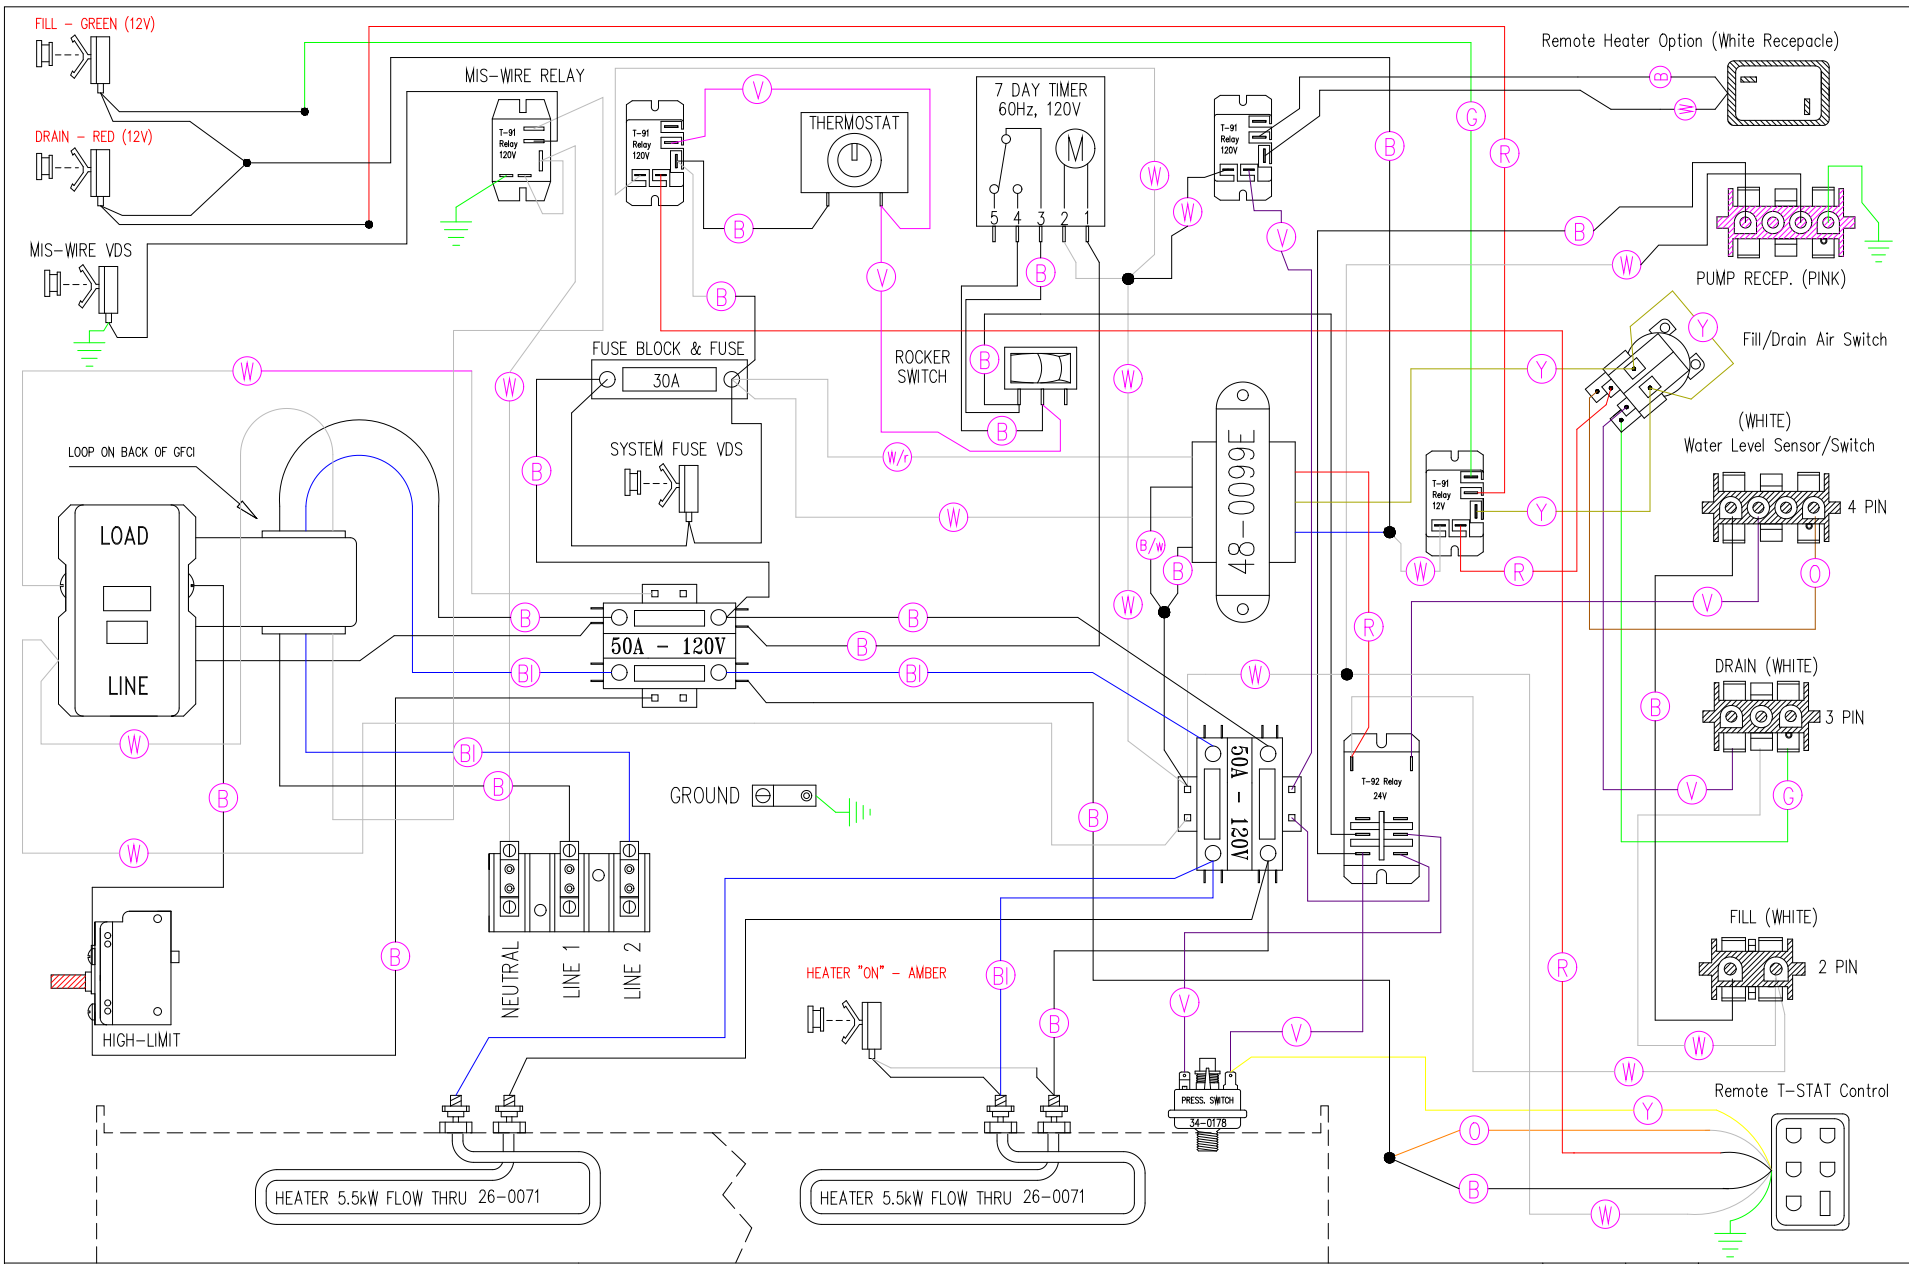 FILL - GREEN (12V)
DRAIN - RED (12V)
MIS-WIRE VDS
MIS-WIRE RELAY
T-91
Relay
120V
T-91
Relay
120V
V
THERMOSTAT
7 DAY TIMER
60Hz, 120V
M
5 4 3 2 1
T-91
Relay
120V
Remote Heater Option (White Recepacle)
B
W
G
B
R
W
W
V
B
V
B
B
B
W
PUMP RECEP. (PINK)
Y
Fill/Drain Air Switch
FUSE BLOCK & FUSE
30A
W
W
ROCKER
SWITCH
B
B
W
Y
(WHITE)
Water Level Sensor/Switch
4 PIN
LOOP ON BACK OF GFCI
SYSTEM FUSE VDS
B
W/r
W
48-0096E
B/w
B
T-91
Relay
12V
Y
W
R
O
V
LOAD
LINE
B
50A - 120V
B
B
Bl
Bl
W
R
W
DRAIN (WHITE)
3 PIN
B
V
G
W
Bl
B
B
W
GROUND
B
50A - 120V
T-92 Relay
24V
HIGH-LIMIT
B
NEUTRAL
LINE 1
LINE 2
HEATER "ON" - AMBER
Bl
B
V
V
R
FILL (WHITE)
2 PIN
W
W
PRESS. SWITCH
34-0178
Remote T-STAT Control
Y
O
B
W
HEATER 5.5kW FLOW THRU 26-0071
HEATER 5.5kW FLOW THRU 26-0071